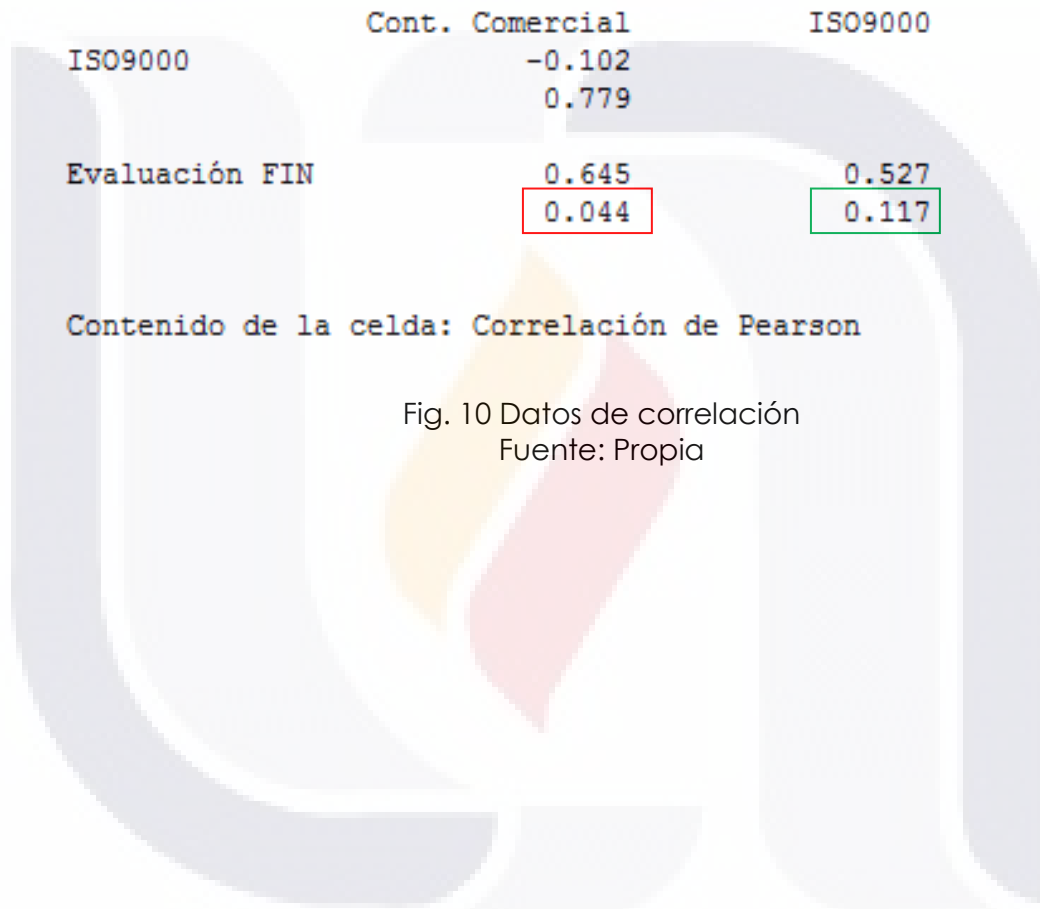 Cont. Comercial ISO9000
ISO9000 -0.102
0.779
Evaluación FIN 0.645 0.527
0.044 0.117
Contenido de la celda: Correlación de Pearson
Fig. 10 Datos de correlación
Fuente: Propia